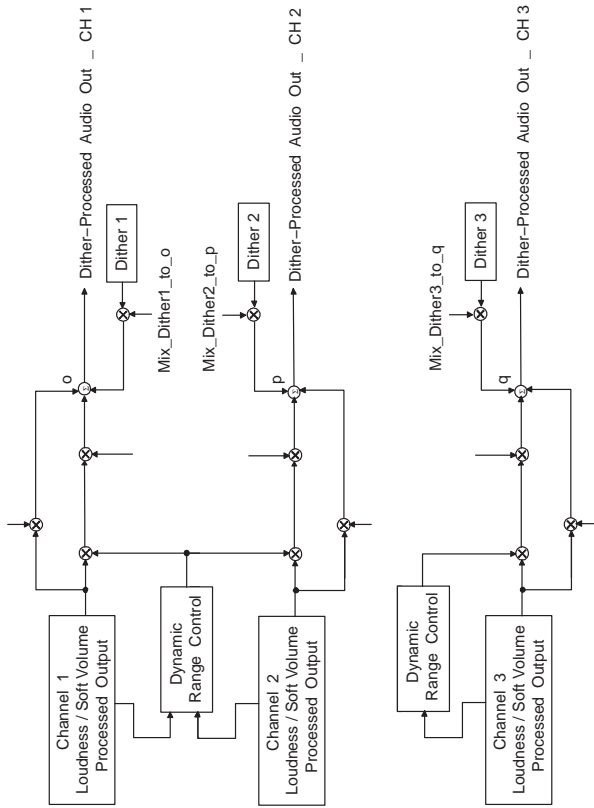 Channel 1
Loudness / Soft Volume
Processed Output
o
Dither–Processed Audio Out _ CH 1
Dither 1
Mix_Dither1_to_o
Dynamic
Range Control
Mix_Dither2_to_p
Dither 2
Channel 2
Loudness / Soft Volume
Processed Output
p
Dither–Processed Audio Out _ CH 2
Dynamic
Range Control
Mix_Dither3_to_q
Dither 3
Channel 3
Loudness / Soft Volume
Processed Output
q
Dither–Processed Audio Out _ CH 3
Σ
Σ
Σ